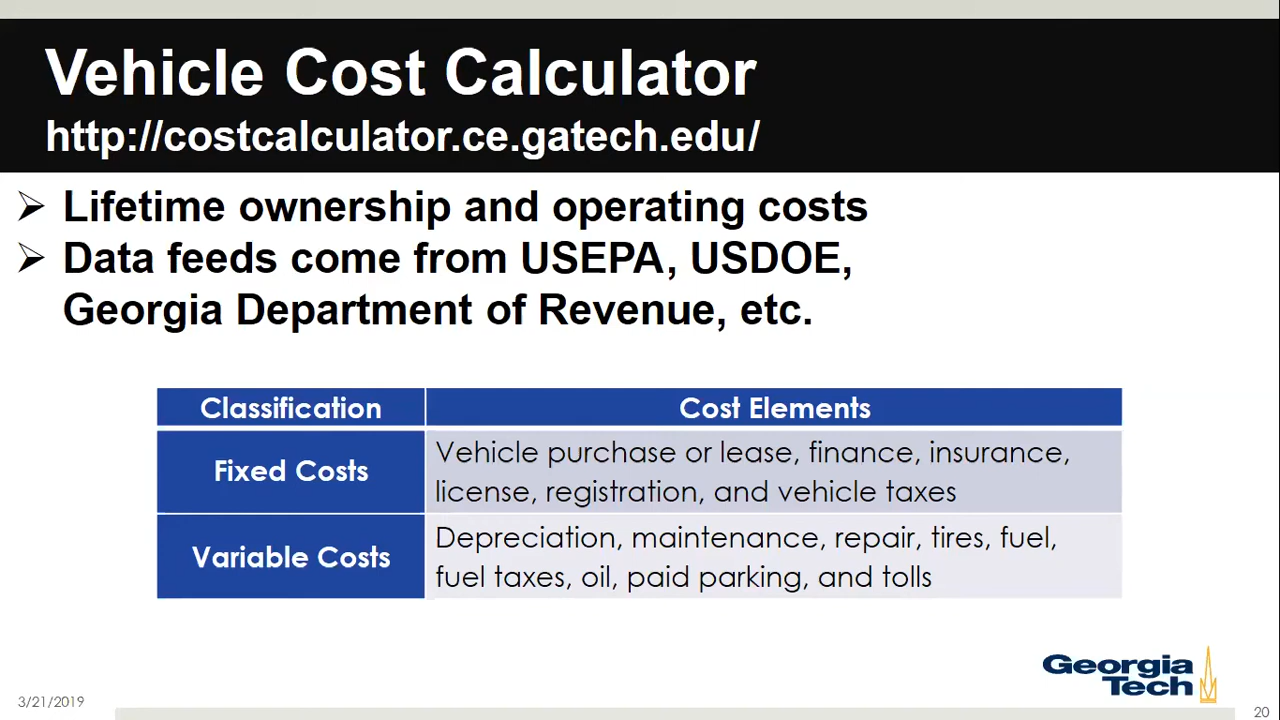 Vehicle Cost Calculator
http://costcalculator.ce.gatech.edu/
Lifetime ownership and operating costs
Data feeds come from USEPA, USDOE,
Georgia Department of Revenue, etc.
Classification
Cost Elements
Fixed Costs
Vehicle purchase or lease, finance, insurance,
license, registration, and vehicle taxes
Variable Costs
Depreciation, maintenance, repair, tires, fuel,
fuel taxes, oil, paid parking, and tolls
Georgia
Tech
3/21/2019
20